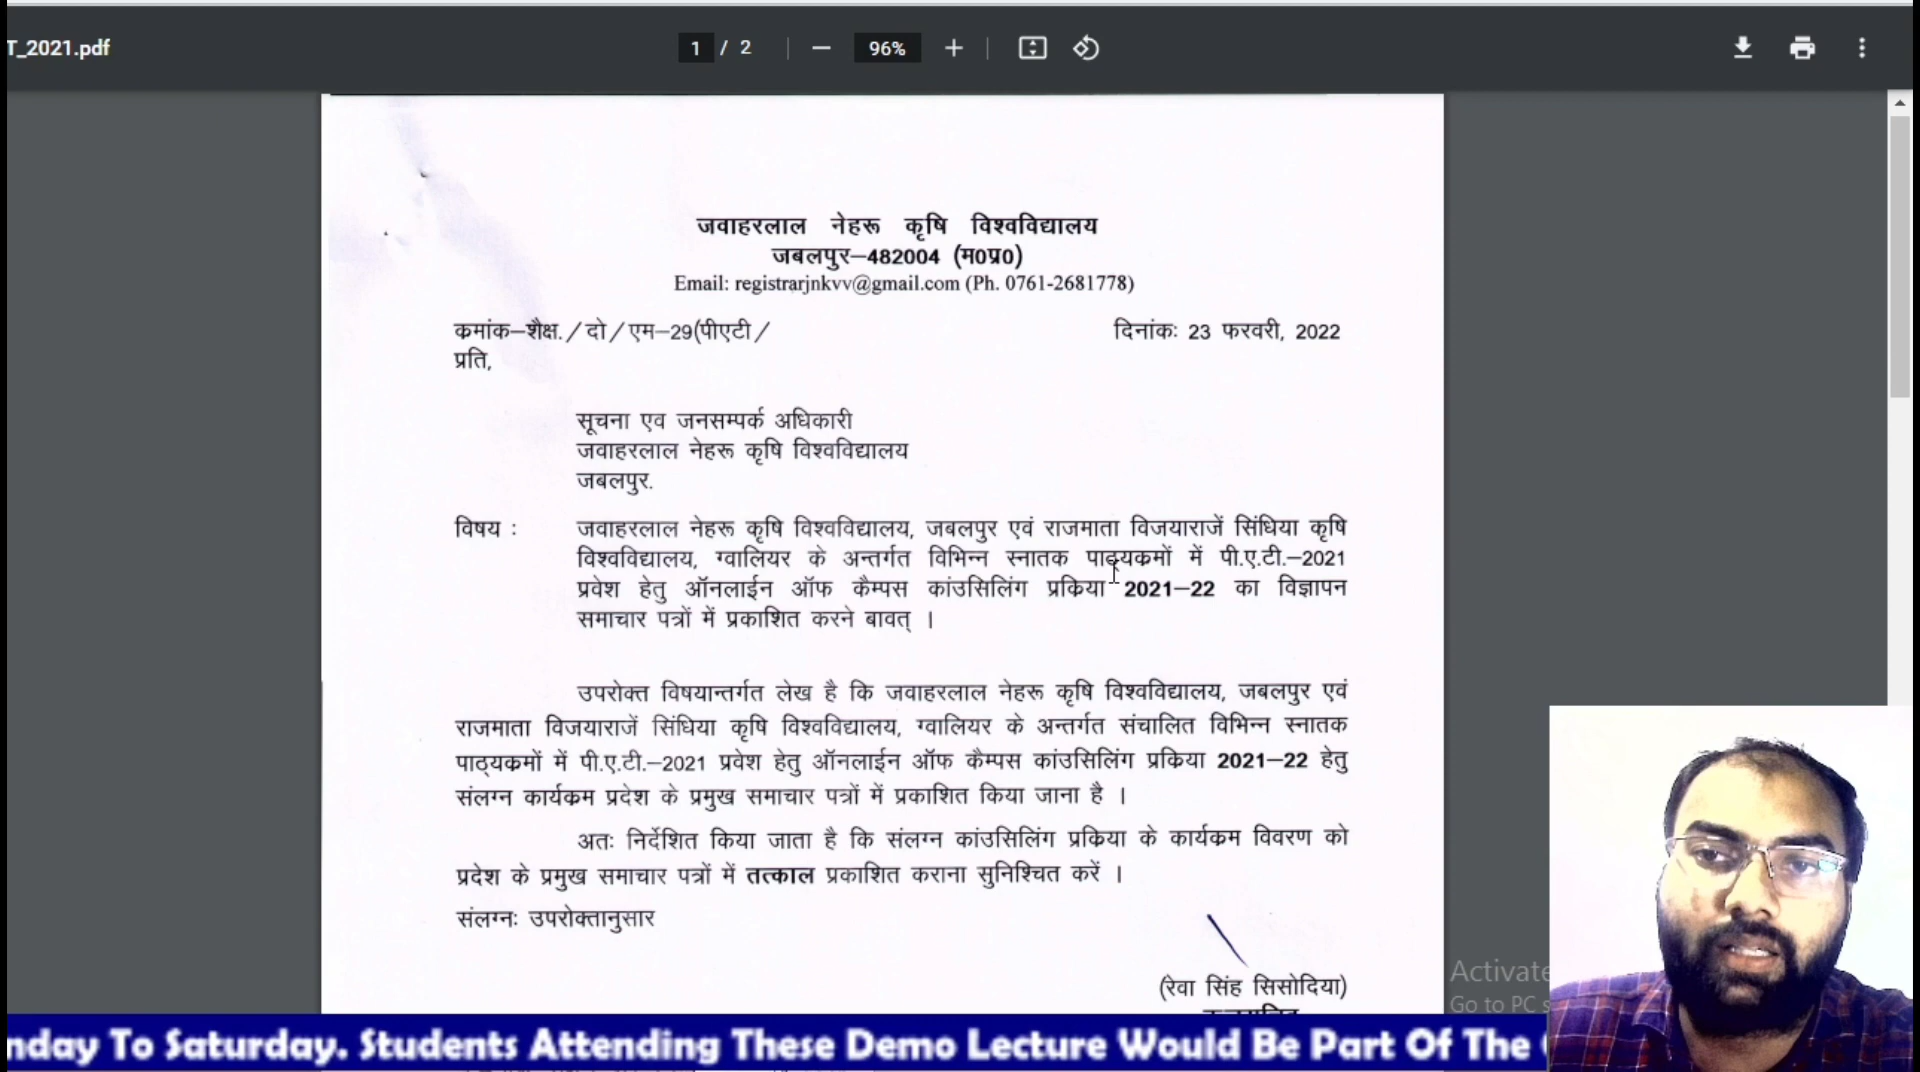 T_2021.pdf
1 / 2
96%
जवाहरलाल नेहरू कृषि विश्वविद्यालय
जबलपुर–482004 (म0प्र0)
Email: registrarjnkvv@gmail.com (Ph. 0761-2681778)
क्रमांक–शैक्ष./दो/एम–29(पीएटी/
दिनांकः 23 फरवरी, 2022
प्रति,
सूचना एव जनसम्पर्क अधिकारी
जवाहरलाल नेहरू कृषि विश्वविद्यालय
जबलपुर.
विषय : जवाहरलाल नेहरू कृषि विश्वविद्यालय, जबलपुर एवं राजमाता विजयाराजें सिंधिया कृषि
विश्वविद्यालय, ग्वालियर के अन्तर्गत विभिन्न स्नातक पाठ्यक्रमों में पी.ए.टी.–2021
प्रवेश हेतु ऑनलाईन ऑफ कैम्पस कांउसिलिंग प्रक्रिया 2021–22 का विज्ञापन
समाचार पत्रों में प्रकाशित करने बावत् ।
उपरोक्त विषयान्तर्गत लेख है कि जवाहरलाल नेहरू कृषि विश्वविद्यालय, जबलपुर एवं
राजमाता विजयाराजें सिंधिया कृषि विश्वविद्यालय, ग्वालियर के अन्तर्गत संचालित विभिन्न स्नातक
पाठ्यक्रमों में पी.ए.टी.–2021 प्रवेश हेतु ऑनलाईन ऑफ कैम्पस कांउसिलिंग प्रक्रिया 2021–22 हेतु
संलग्न कार्यक्रम प्रदेश के प्रमुख समाचार पत्रों में प्रकाशित किया जाना है ।
अतः निर्देशित किया जाता है कि संलग्न कांउसिलिंग प्रक्रिया के कार्यक्रम विवरण को
प्रदेश के प्रमुख समाचार पत्रों में तत्काल प्रकाशित कराना सुनिश्चित करें ।
संलग्नः उपरोक्तानुसार
(रेवा सिंह सिसोदिया)
Activate
Go to PC s
nday To Saturday. Students Attending These Demo Lecture Would Be Part Of The